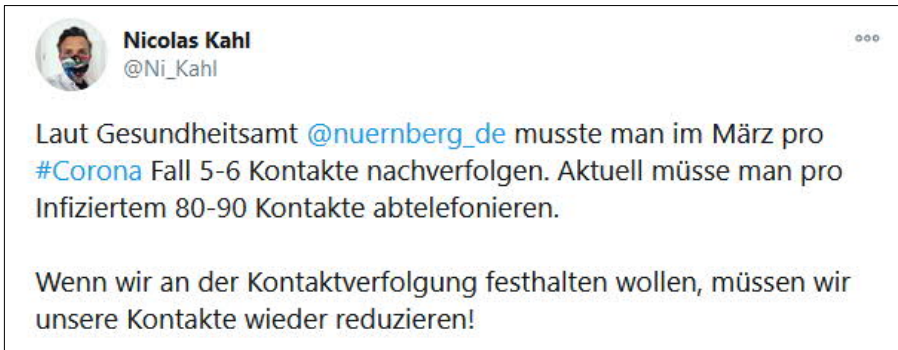 Nicolas Kahl
@Ni_Kahl
Laut Gesundheitsamt @nuernberg_de musste man im März pro
#Corona Fall 5-6 Kontakte nachverfolgen. Aktuell müsse man pro
Infiziertem 80-90 Kontakte abtelefonieren.
Wenn wir an der Kontaktverfolgung festhalten wollen, müssen wir
unsere Kontakte wieder reduzieren!